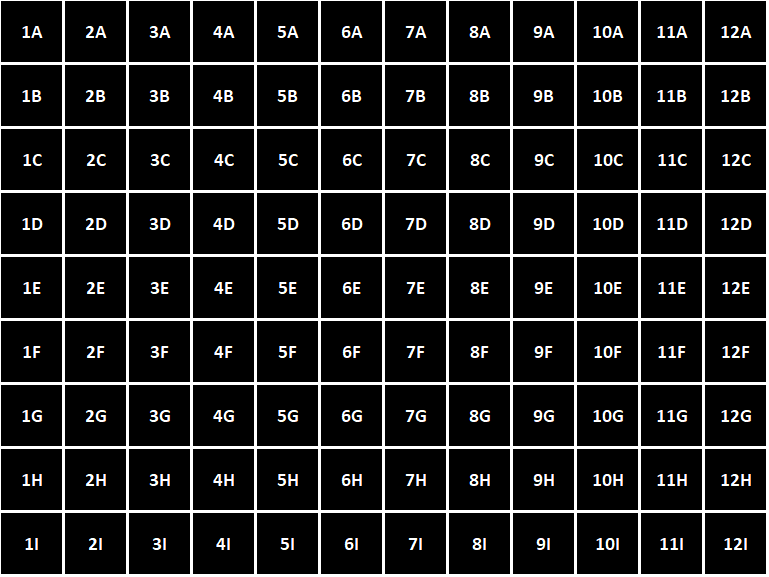 1A 2A 3A 4A 5A 6A 7A 8A 9A 10A 11A 12A
1B 2B 3B 4B 5B 6B 7B 8B 9B 10B 11B 12B
1C 2C 3C 4C 5C 6C 7C 8C 9C 10C 11C 12C
1D 2D 3D 4D 5D 6D 7D 8D 9D 10D 11D 12D
1E 2E 3E 4E 5E 6E 7E 8E 9E 10E 11E 12E
1F 2F 3F 4F 5F 6F 7F 8F 9F 10F 11F 12F
1G 2G 3G 4G 5G 6G 7G 8G 9G 10G 11G 12G
1H 2H 3H 4H 5H 6H 7H 8H 9H 10H 11H 12H
1I 2I 3I 4I 5I 6I 7I 8I 9I 10I 11I 12I